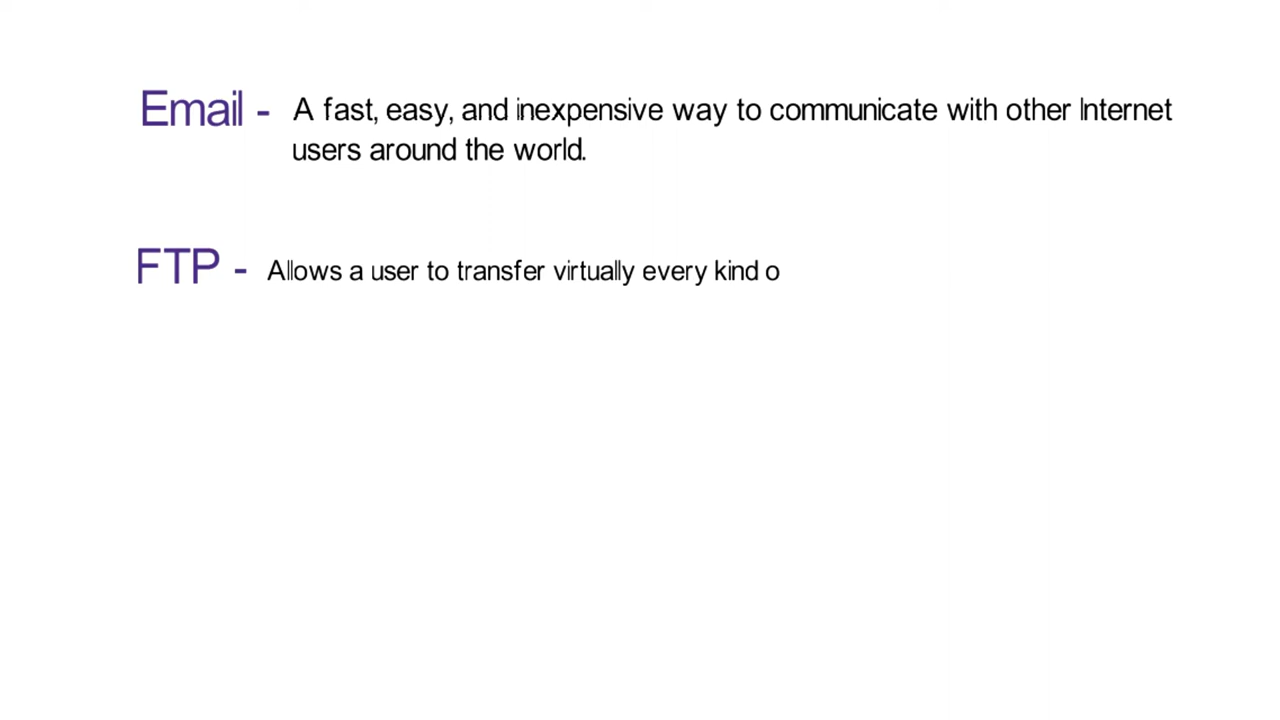 Email - A fast, easy, and inexpensive way to communicate with other Internet
users around the world.
FTP - Allows a user to transfer virtually every kind o